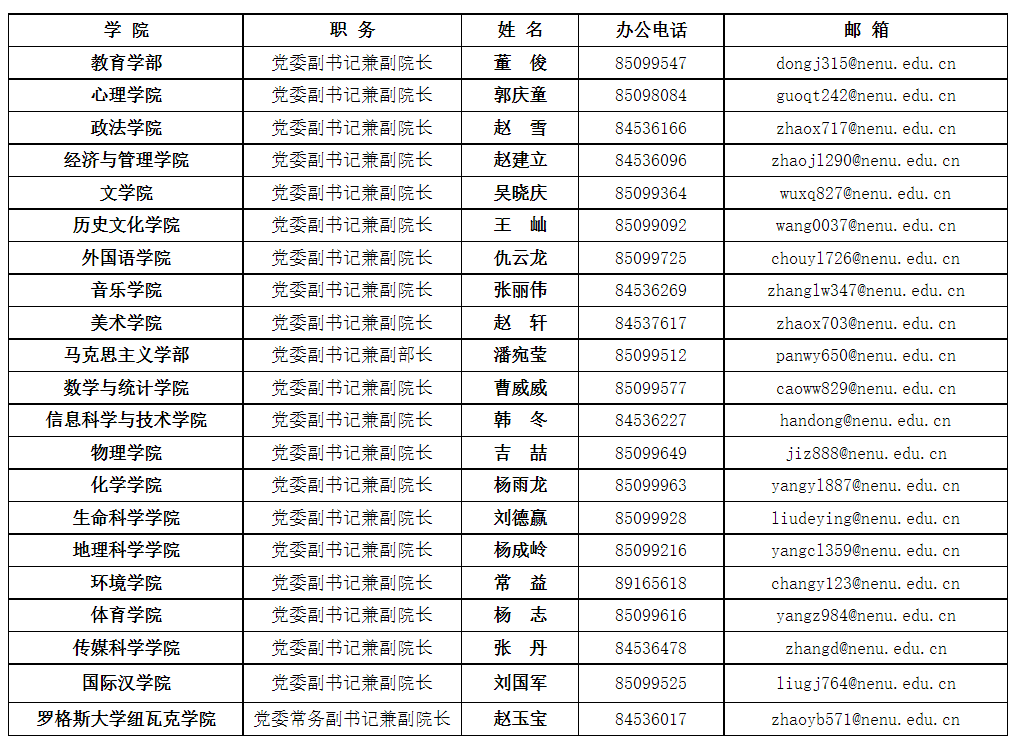 学 院 职 务 姓 名 办公电话 邮 箱
教育学部 党委副书记兼副院长 董 俊 85099547 dongj315@nenu.edu.cn
心理学院 党委副书记兼副院长 郭庆童 85098084 guoqt242@nenu.edu.cn
政法学院 党委副书记兼副院长 赵 雪 84536166 zhaox717@nenu.edu.cn
经济与管理学院 党委副书记兼副院长 赵建立 84536096 zhaojl290@nenu.edu.cn
文学院 党委副书记兼副院长 吴晓庆 85099364 wuxq827@nenu.edu.cn
历史文化学院 党委副书记兼副院长 王 屾 85099092 wang0037@nenu.edu.cn
外国语学院 党委副书记兼副院长 仇云龙 85099725 chouyl726@nenu.edu.cn
音乐学院 党委副书记兼副院长 张丽伟 84536269 zhanglw347@nenu.edu.cn
美术学院 党委副书记兼副院长 赵 轩 84537617 zhaox703@nenu.edu.cn
马克思主义学部 党委副书记兼副部长 潘宛莹 85099512 panwy650@nenu.edu.cn
数学与统计学院 党委副书记兼副院长 曹威威 85099577 caoww829@nenu.edu.cn
信息科学与技术学院 党委副书记兼副院长 韩 冬 84536227 handong@nenu.edu.cn
物理学院 党委副书记兼副院长 吉 喆 85099649 jiz888@nenu.edu.cn
化学学院 党委副书记兼副院长 杨雨龙 85099963 yangyl887@nenu.edu.cn
生命科学学院 党委副书记兼副院长 刘德赢 85099928 liudeying@nenu.edu.cn
地理科学学院 党委副书记兼副院长 杨成岭 85099216 yangcl359@nenu.edu.cn
环境学院 党委副书记兼副院长 常 益 89165618 changy123@nenu.edu.cn
体育学院 党委副书记兼副院长 杨 志 85099616 yangz984@nenu.edu.cn
传媒科学学院 党委副书记兼副院长 张 丹 84536478 zhangd@nenu.edu.cn
国际汉学院 党委副书记兼副院长 刘国军 85099525 liugj764@nenu.edu.cn
罗格斯大学纽瓦克学院 党委常务副书记兼副院长 赵玉宝 84536017 zhaoyb571@nenu.edu.cn